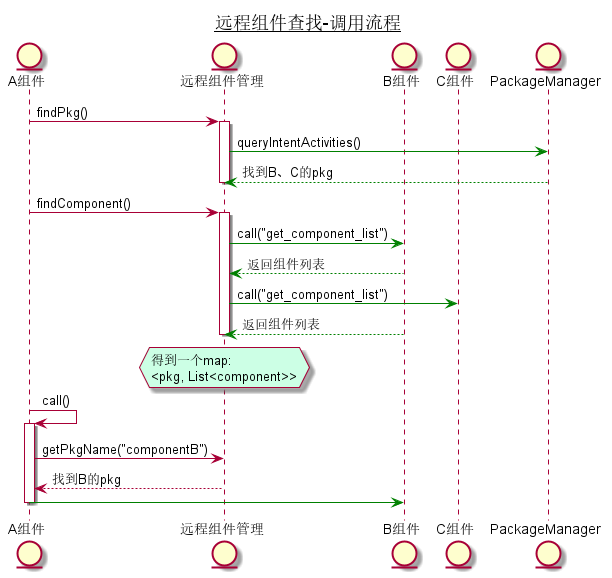 远程组件查找-调用流程
A组件
远程组件管理
B组件
C组件
PackageManager
findPkg()
queryIntentActivities()
找到B、C的pkg
findComponent()
call("get_component_list")
返回组件列表
call("get_component_list")
返回组件列表
得到一个map:
<pkg, List<component>>
call()
getPkgName("componentB")
找到B的pkg
A组件
远程组件管理
B组件
C组件
PackageManager